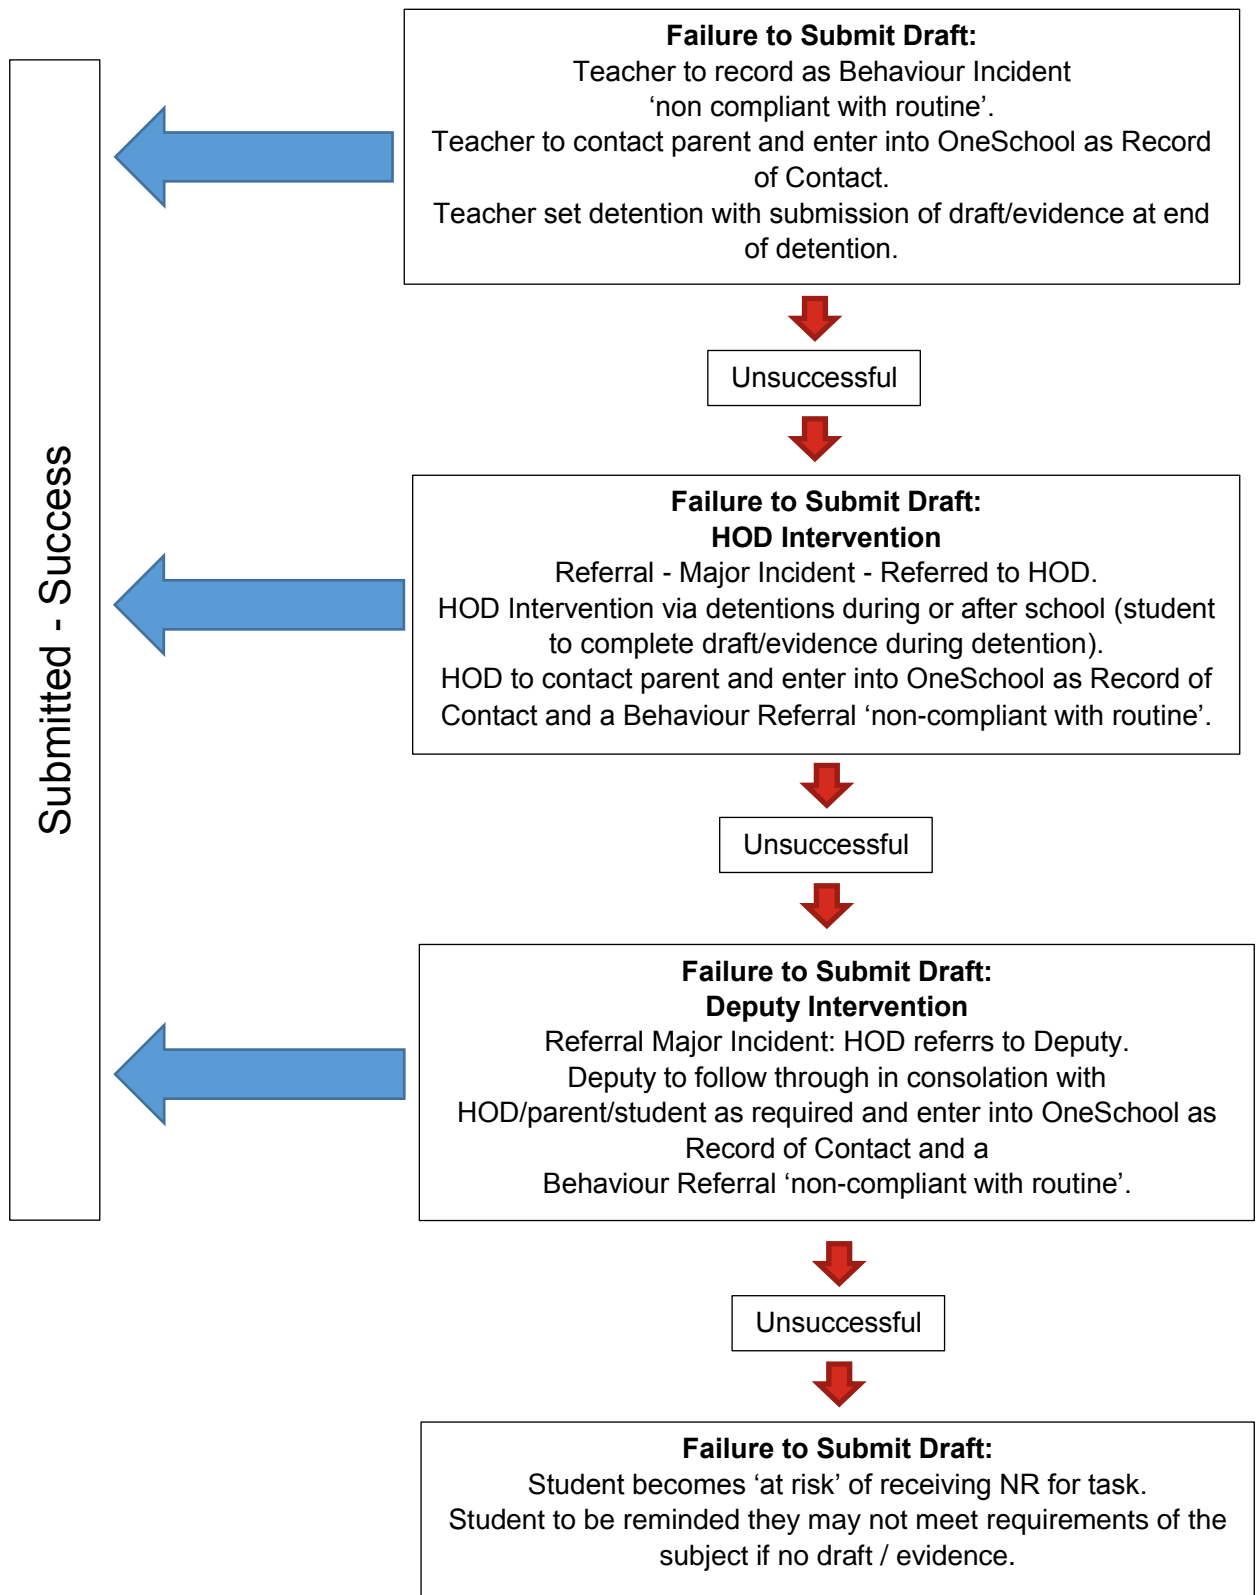 Submitted - Success
Failure to Submit Draft:
Teacher to record as Behaviour Incident
‘non compliant with routine’.
Teacher to contact parent and enter into OneSchool as Record
of Contact.
Teacher set detention with submission of draft/evidence at end
of detention.
Unsuccessful
Failure to Submit Draft:
HOD Intervention
Referral - Major Incident - Referred to HOD.
HOD Intervention via detentions during or after school (student
to complete draft/evidence during detention).
HOD to contact parent and enter into OneSchool as Record of
Contact and a Behaviour Referral ‘non-compliant with routine’.
Unsuccessful
Failure to Submit Draft:
Deputy Intervention
Referral Major Incident: HOD referrs to Deputy.
Deputy to follow through in consolation with
HOD/parent/student as required and enter into OneSchool as
Record of Contact and a
Behaviour Referral ‘non-compliant with routine’.
Unsuccessful
Failure to Submit Draft:
Student becomes ‘at risk’ of receiving NR for task.
Student to be reminded they may not meet requirements of the
subject if no draft / evidence.